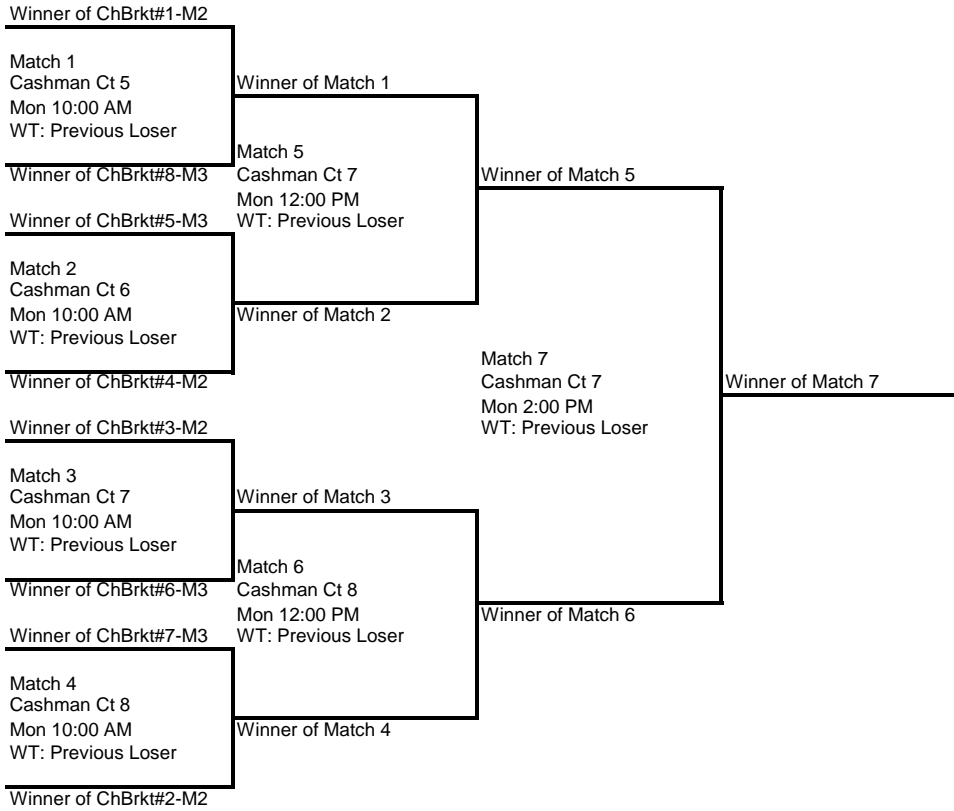 Winner of ChBrkt#1-M2
Match 1
Cashman Ct 5
Mon 10:00 AM
WT: Previous Loser
Winner of ChBrkt#8-M3
Winner of ChBrkt#5-M3
Match 2
Cashman Ct 6
Mon 10:00 AM
WT: Previous Loser
Winner of ChBrkt#4-M2
Winner of ChBrkt#3-M2
Match 3
Cashman Ct 7
Mon 10:00 AM
WT: Previous Loser
Winner of ChBrkt#6-M3
Winner of ChBrkt#7-M3
Match 4
Cashman Ct 8
Mon 10:00 AM
WT: Previous Loser
Winner of ChBrkt#2-M2
Winner of Match 1
Match 5
Cashman Ct 7
Mon 12:00 PM
WT: Previous Loser
Winner of Match 2
Winner of Match 3
Match 6
Cashman Ct 8
Mon 12:00 PM
WT: Previous Loser
Winner of Match 4
Winner of Match 5
Match 7
Cashman Ct 7
Mon 2:00 PM
WT: Previous Loser
Winner of Match 6
Winner of Match 7